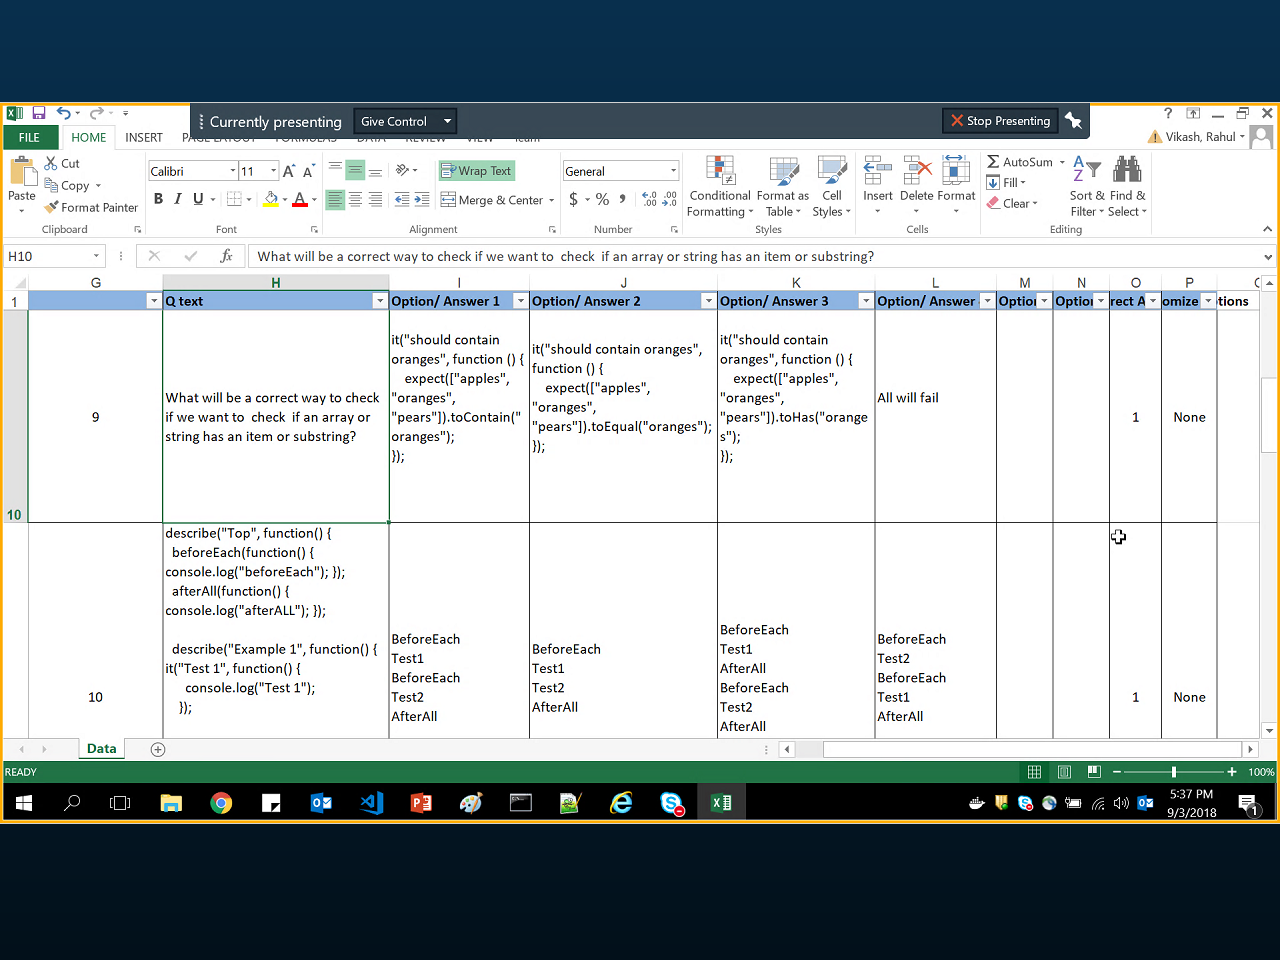 Currently presenting
Give Control
Stop Presenting
?
FILE
HOME
INSERT
Vikash, Rahul
Paste
Cut
Copy
Format Painter
Clipboard
Calibri
11
B I U
Font
Wrap Text
Merge & Center
Alignment
General
$ % ,
Number
Conditional
Formatting
Format as
Table
Cell
Styles
Styles
Insert
Delete
Format
Cells
AutoSum
Fill
Clear
Sort &
Filter
Find &
Select
Editing
H10
fx
What will be a correct way to check if we want to  check  if an array or string has an item or substring?
G H I J K L M N O P
1
Q text
Option/ Answer 1
Option/ Answer 2
Option/ Answer 3
Option/ Answer
Option
Option
rect A
omize
tions
9
What will be a correct way to check
if we want to  check  if an array or
string has an item or substring?
it("should contain
oranges", function () {
expect(["apples",
"oranges",
"pears"]).toContain("
oranges");
});
it("should contain oranges",
function () {
expect(["apples",
"oranges",
"pears"]).toEqual("oranges");
});
it("should contain
oranges", function () {
expect(["apples",
"oranges",
"pears"]).toHas("orange
s");
});
All will fail
1
None
10
10
describe("Top", function() {
beforeEach(function() {
console.log("beforeEach"); });
afterAll(function() {
console.log("afterALL"); });
describe("Example 1", function() {
it("Test 1", function() {
console.log("Test 1");
});
BeforeEach
Test1
BeforeEach
Test2
AfterAll
BeforeEach
Test1
Test2
AfterAll
BeforeEach
Test1
AfterAll
BeforeEach
Test2
AfterAll
BeforeEach
Test2
BeforeEach
Test1
AfterAll
1
None
Data
READY
100%
5:37 PM
9/3/2018
1